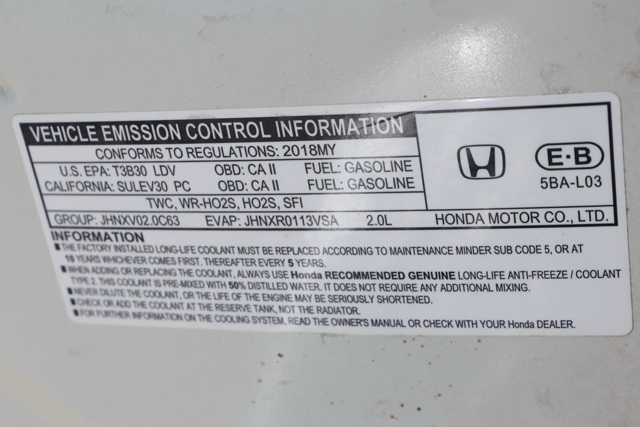 VEHICLE EMISSION CONTROL INFORMATION
CONFORMS TO REGULATIONS: 2018MY
U.S. EPA: T3B30 LDV OBD: CA II FUEL: GASOLINE
CALIFORNIA: SULEV30 PC OBD: CA II FUEL: GASOLINE
TWC, WR-HO2S, HO2S, SFI
GROUP: JHNXV02.0C63 EVAP: JHNXR0113VSA 2.0L
E-B
5BA-L03
HONDA MOTOR CO., LTD.
INFORMATION
■THE FACTORY INSTALLED LONG-LIFE COOLANT MUST BE REPLACED ACCORDING TO MAINTENANCE MINDER SUB CODE 5, OR AT
10 YEARS WHICHEVER COMES FIRST. THEREAFTER EVERY 5 YEARS.
■WHEN ADDING OR REPLACING THE COOLANT, ALWAYS USE Honda RECOMMENDED GENUINE LONG-LIFE ANTI-FREEZE / COOLANT
TYPE 2. THIS COOLANT IS PRE-MIXED WITH 50% DISTILLED WATER. IT DOES NOT REQUIRE ANY ADDITIONAL MIXING.
■NEVER DILUTE THE COOLANT, OR THE LIFE OF THE ENGINE MAY BE SERIOUSLY SHORTENED.
■CHECK OR ADD THE COOLANT AT THE RESERVE TANK, NOT THE RADIATOR.
■FOR FURTHER INFORMATION ON THE COOLING SYSTEM, READ THE OWNER'S MANUAL OR CHECK WITH YOUR Honda DEALER.